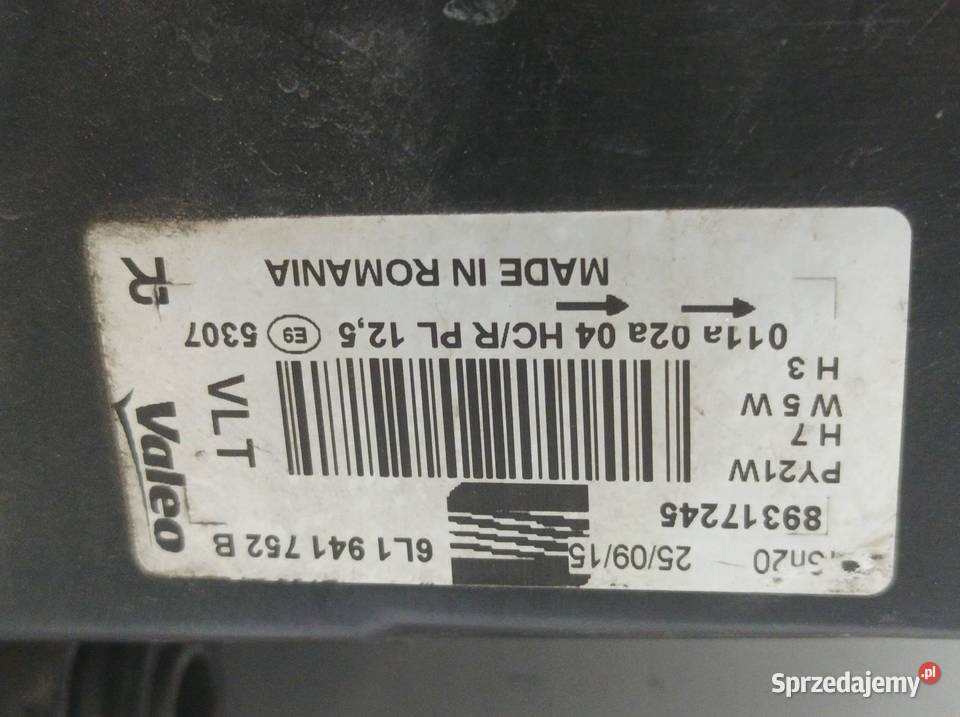 25/09/15
6L1 941 752 B
89317245
PY21W
H 7
W 5 W
H 3
Valeo
VLT
011a 02a 04 HC/R PL 12,5 E9 5307
MADE IN ROMANIA
Sprzedajemy.pl